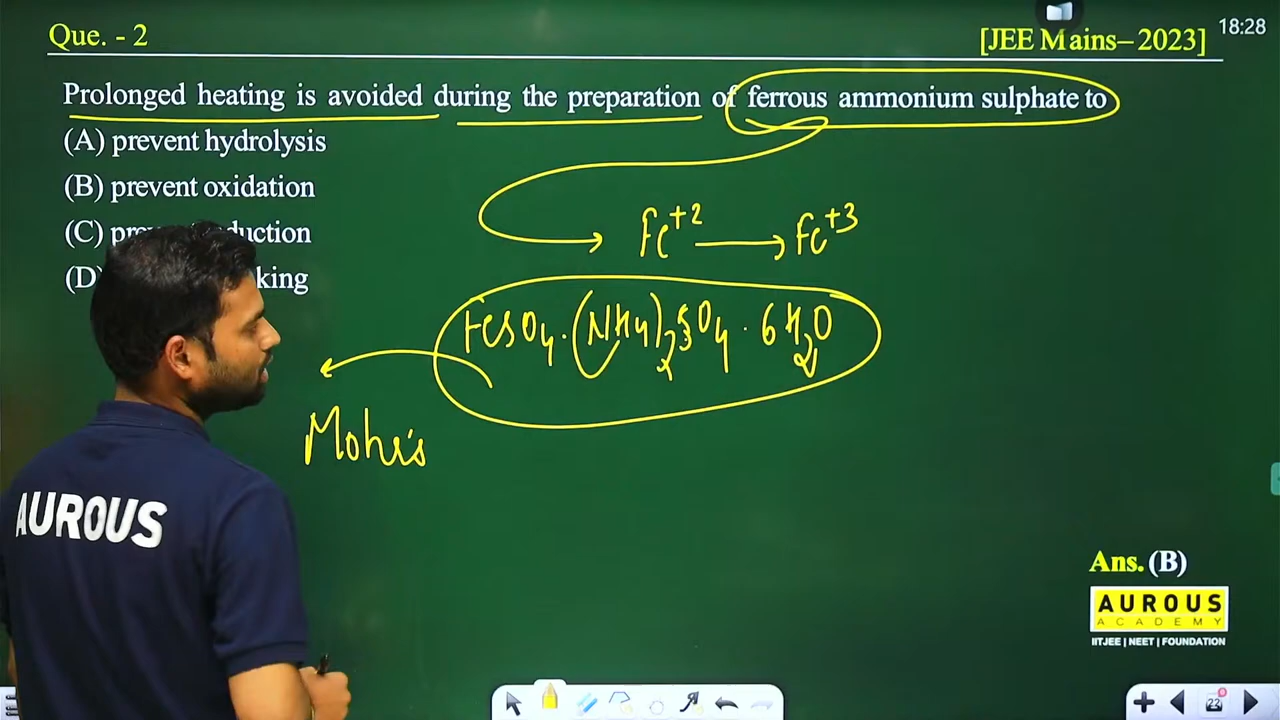 Que. - 2
[JEE Mains– 2023]
18:28
Prolonged heating is avoided during the preparation of ferrous ammonium sulphate to
(A) prevent hydrolysis
(B) prevent oxidation
(C) duction
(D) king
Fe⁺² → Fe⁺³
FeSO₄·(NH₄)₂SO₄·6H₂O
Mohr's
AUROUS
Ans. (B)
AUROUS
ACADEMY
IITJEE | NEET | FOUNDATION
22